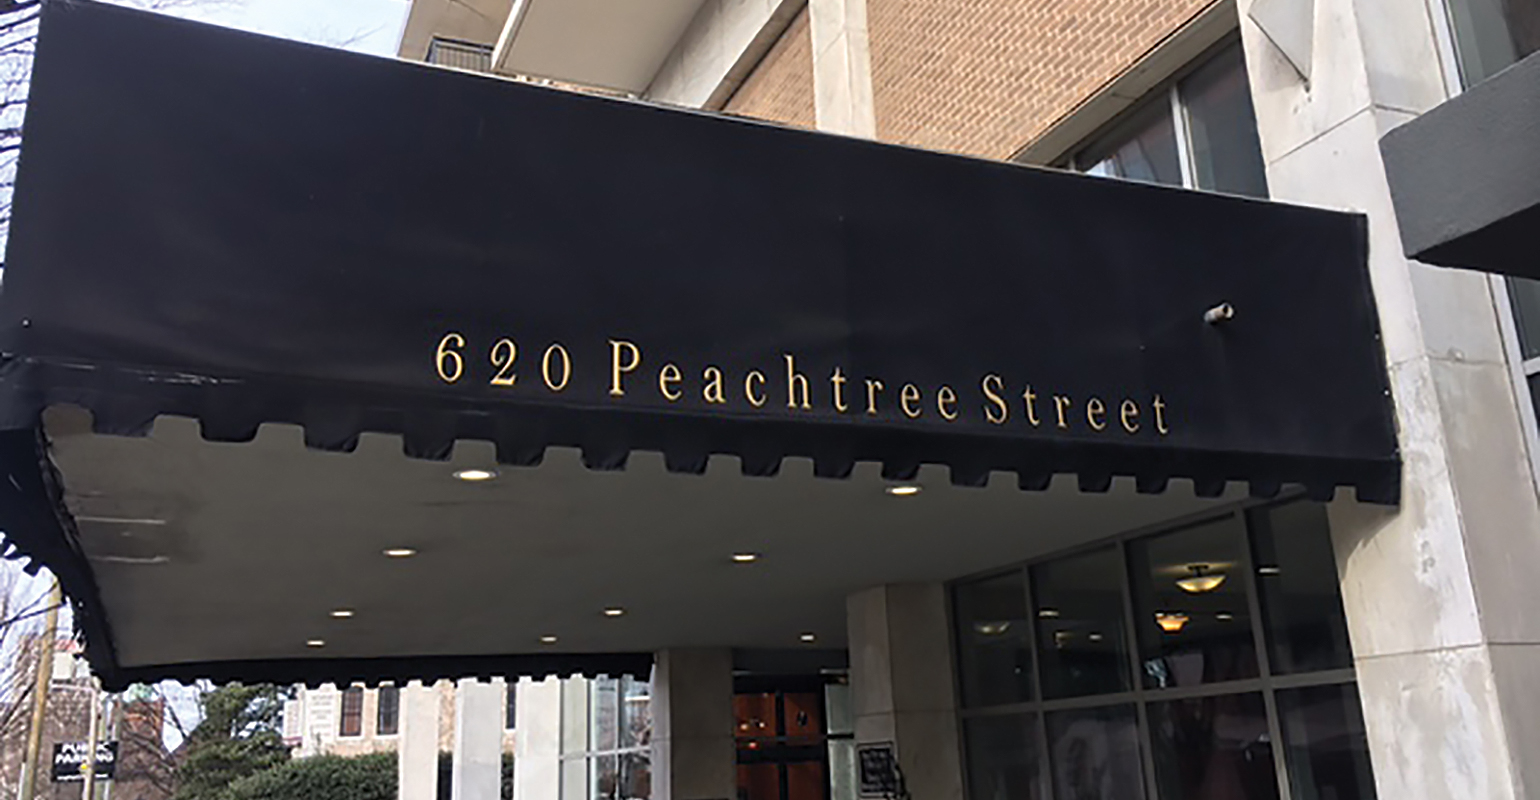 620 Peachtree Street
PUBLIC
PARKING